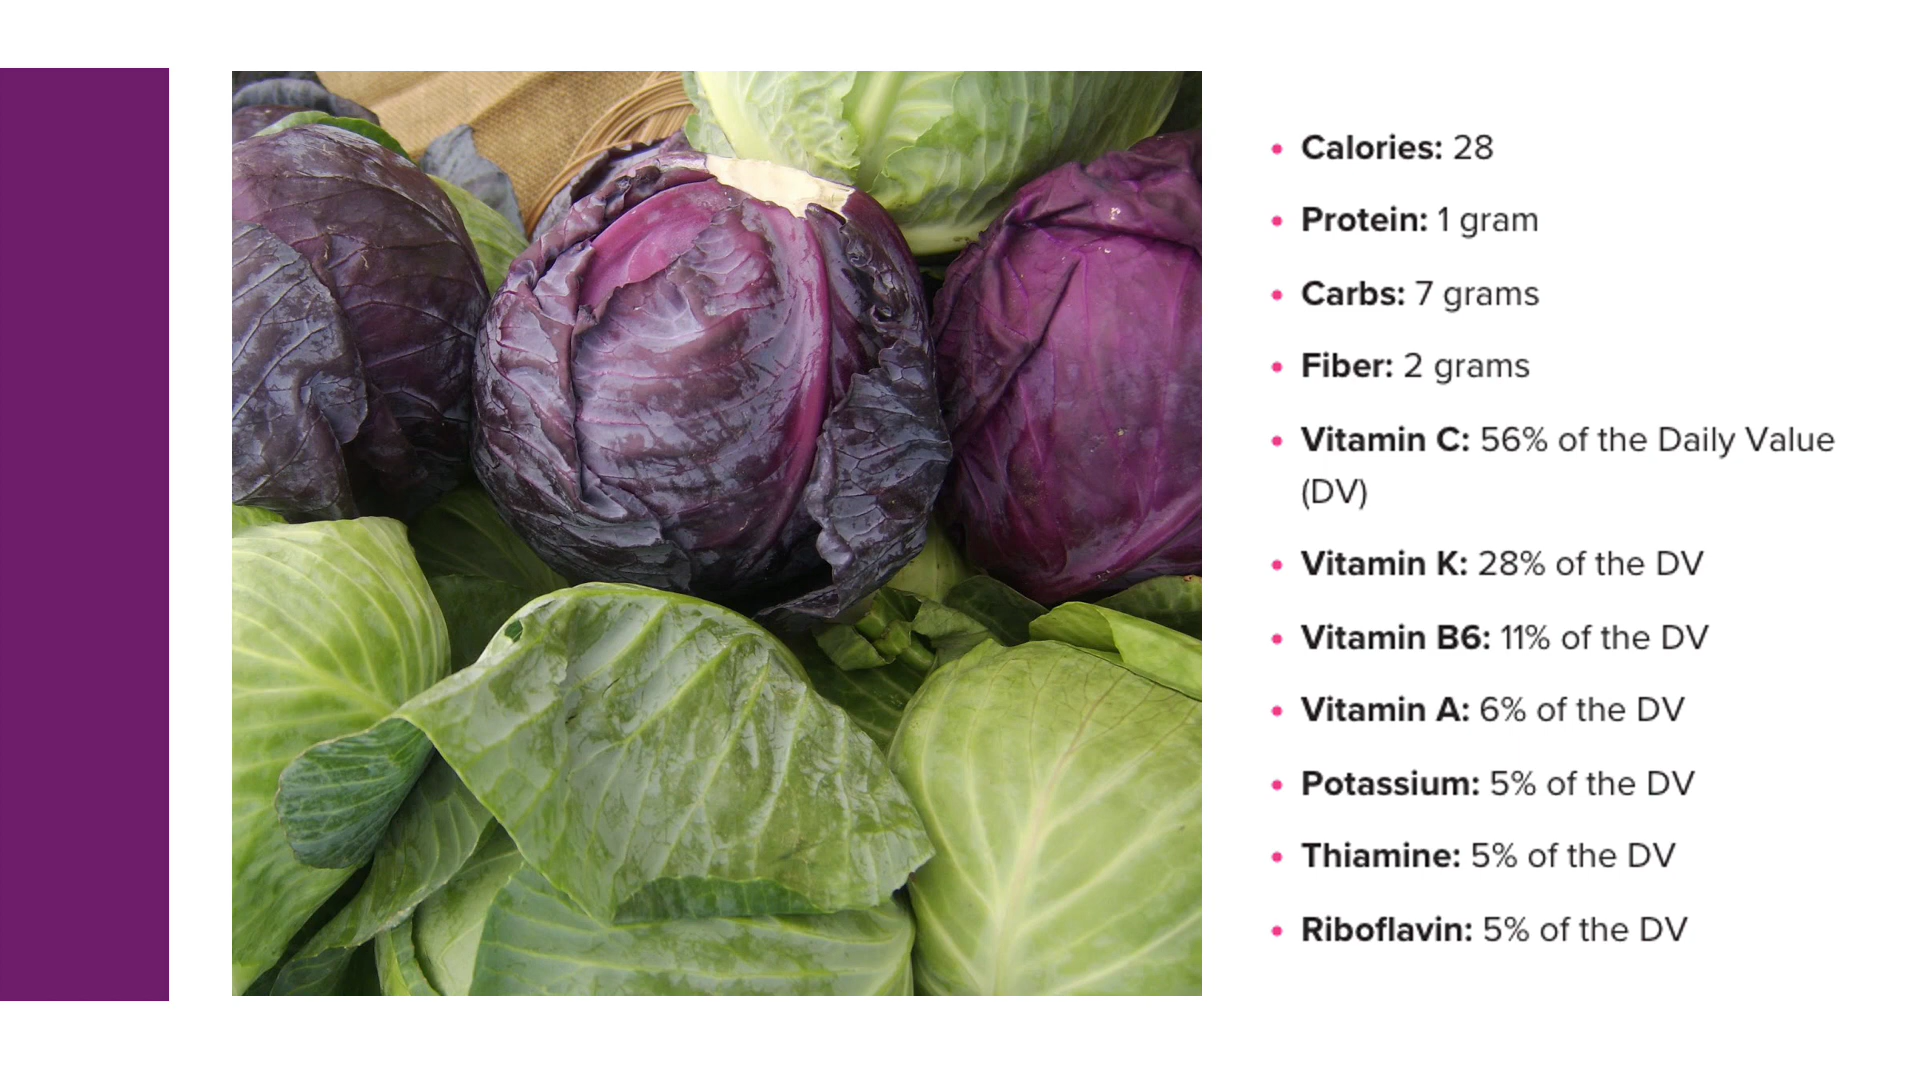 Calories: 28
Protein: 1 gram
Carbs: 7 grams
Fiber: 2 grams
Vitamin C: 56% of the Daily Value
(DV)
Vitamin K: 28% of the DV
Vitamin B6: 11% of the DV
Vitamin A: 6% of the DV
Potassium: 5% of the DV
Thiamine: 5% of the DV
Riboflavin: 5% of the DV